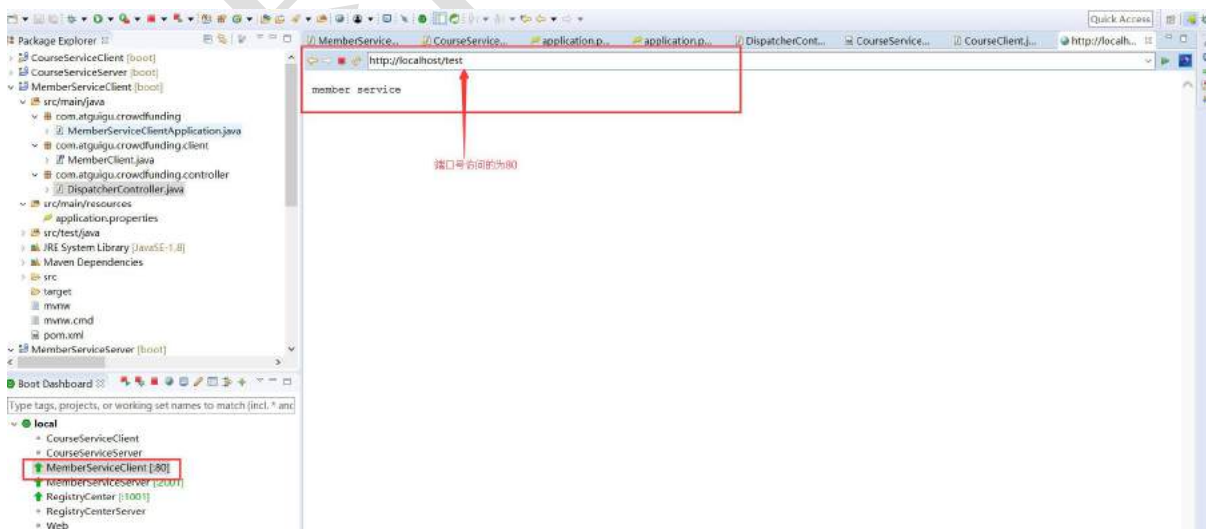 Quick Access
Package Explorer
MemberService...
CourseService...
application.p...
application.p...
DispatcherCont...
CourseService...
CourseClient.j...
http://localh...
CourseServiceClient [boot]
CourseServiceServer [boot]
MemberServiceClient [boot]
src/main/java
com.atguigu.crowdfunding
MemberServiceClientApplication.java
com.atguigu.crowdfunding.client
MemberClient.java
com.atguigu.crowdfunding.controller
DispatcherController.java
src/main/resources
application.properties
src/test/java
JRE System Library [JavaSE-1.8]
Maven Dependencies
src
target
mvnw
mvnw.cmd
pom.xml
MemberServiceServer [boot]
http://localhost/test
member service
端口号访问的为80
Boot Dashboard
Type tags, projects, or working set names to match (incl. * anc
local
CourseServiceClient
CourseServiceServer
MemberServiceClient [:80]
MemberServiceServer [:2001]
RegistryCenter [:1001]
RegistryCenterServer
Web